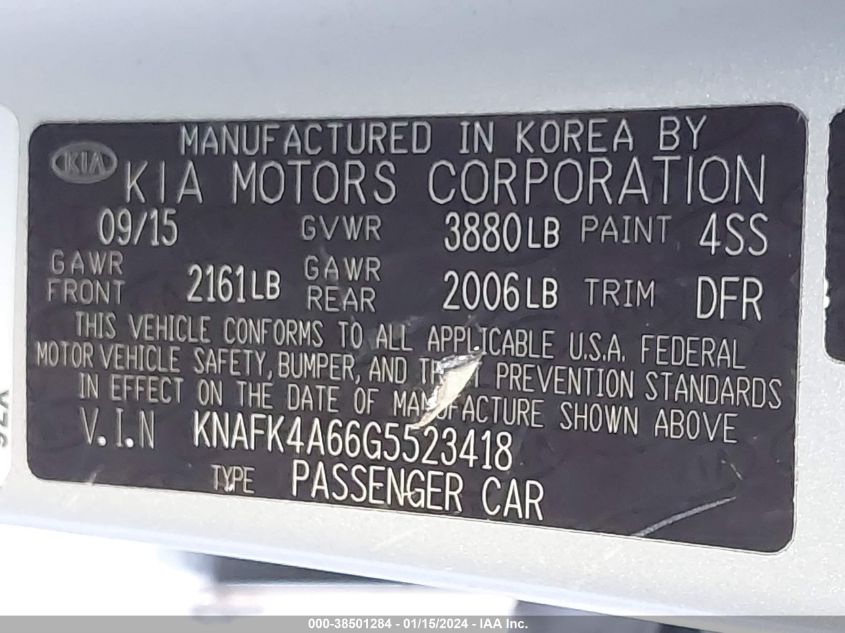 KIA
MANUFACTURED IN KOREA BY
KIA MOTORS CORPORATION
09/15 GVWR 3880LB PAINT 4SS
GAWR FRONT 2161LB GAWR REAR 2006LB TRIM DFR
THIS VEHICLE CONFORMS TO ALL APPLICABLE U.S.A. FEDERAL
MOTOR VEHICLE SAFETY, BUMPER, AND PREVENTION STANDARDS
IN EFFECT ON THE DATE OF MANUFACTURE SHOWN ABOVE
V.I.N KNAFK4A66G5523418
TYPE PASSENGER CAR
000-38501284 - 01/15/2024 - IAA Inc.